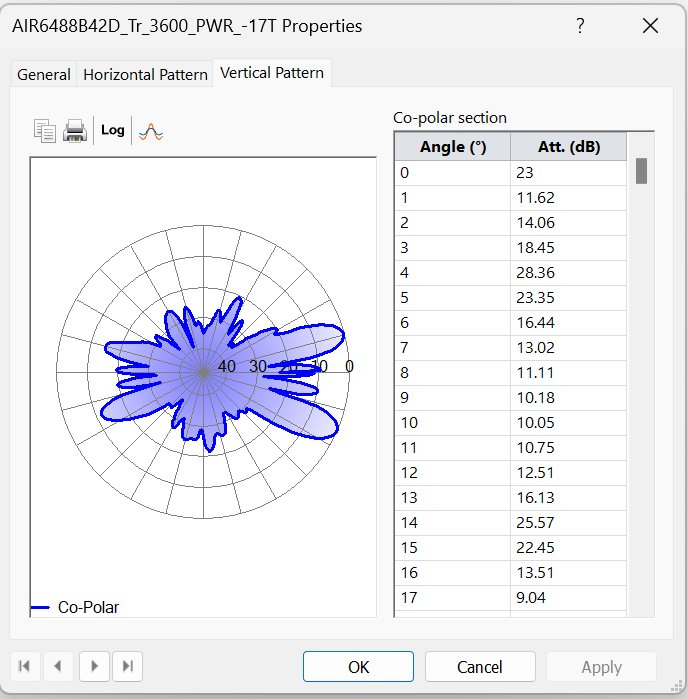 AIR6488B42D_Tr_3600_PWR_-17T Properties ?
General Horizontal Pattern Vertical Pattern
Log
Co-polar section
Angle (°) Att. (dB)
0 23
1 11.62
2 14.06
3 18.45
4 28.36
5 23.35
6 16.44
7 13.02
8 11.11
9 10.18
10 10.05
11 10.75
12 12.51
13 16.13
14 25.57
15 22.45
16 13.51
17 9.04
40 30 20 10 0
Co-Polar
OK Cancel Apply